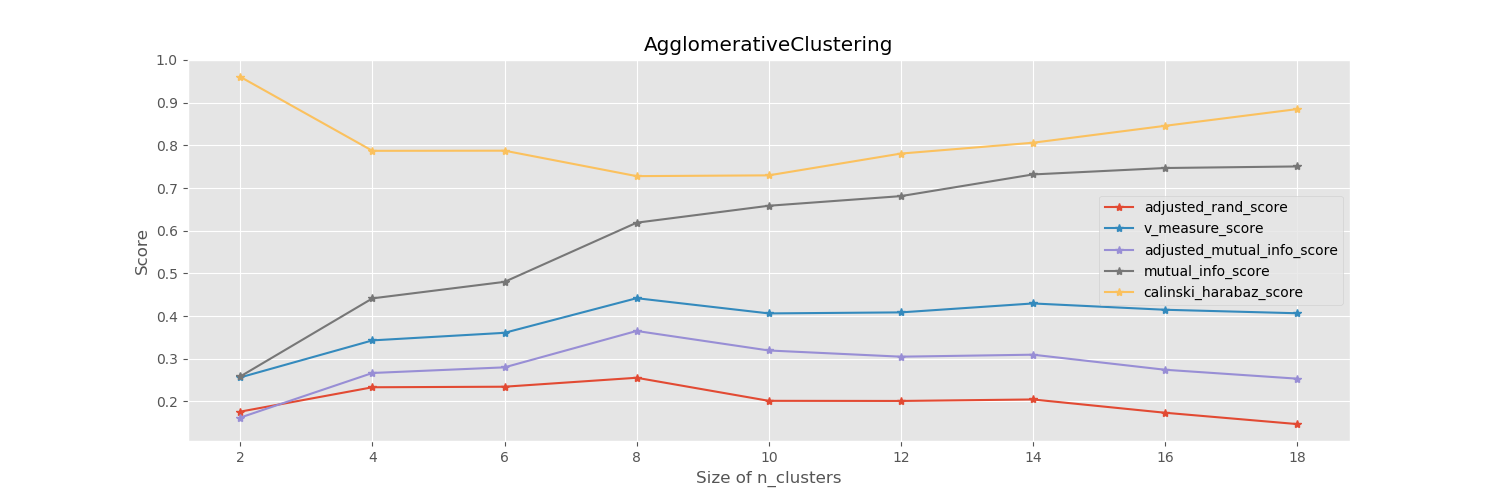 AgglomerativeClustering
1.0
0.9
0.8
0.7
0.6
0.5
0.4
0.3
0.2
Score
adjusted_rand_score
v_measure_score
adjusted_mutual_info_score
mutual_info_score
calinski_harabaz_score
2 4 6 8 10 12 14 16 18
Size of n_clusters